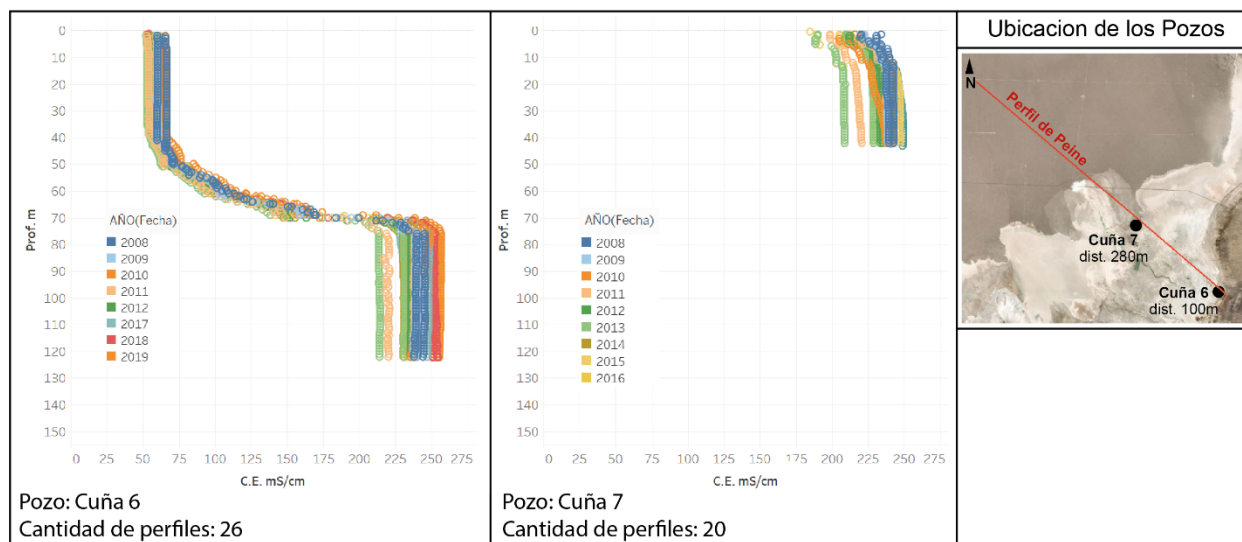 0
10
20
30
40
50
60
70
80
90
100
110
120
130
140
150
Prof. m
AÑO(Fecha)
2008
2009
2010
2011
2012
2017
2018
2019
0 25 50 75 100 125 150 175 200 225 250 275
C.E. mS/cm
Pozo: Cuña 6
Cantidad de perfiles: 26
0
10
20
30
40
50
60
70
80
90
100
110
120
130
140
150
Prof. m
AÑO(Fecha)
2008
2009
2010
2011
2012
2013
2014
2015
2016
0 25 50 75 100 125 150 175 200 225 250 275
C.E. mS/cm
Pozo: Cuña 7
Cantidad de perfiles: 20
Ubicacion de los Pozos
N
Perfil de Peine
Cuña 7
dist. 280m
Cuña 6
dist. 100m